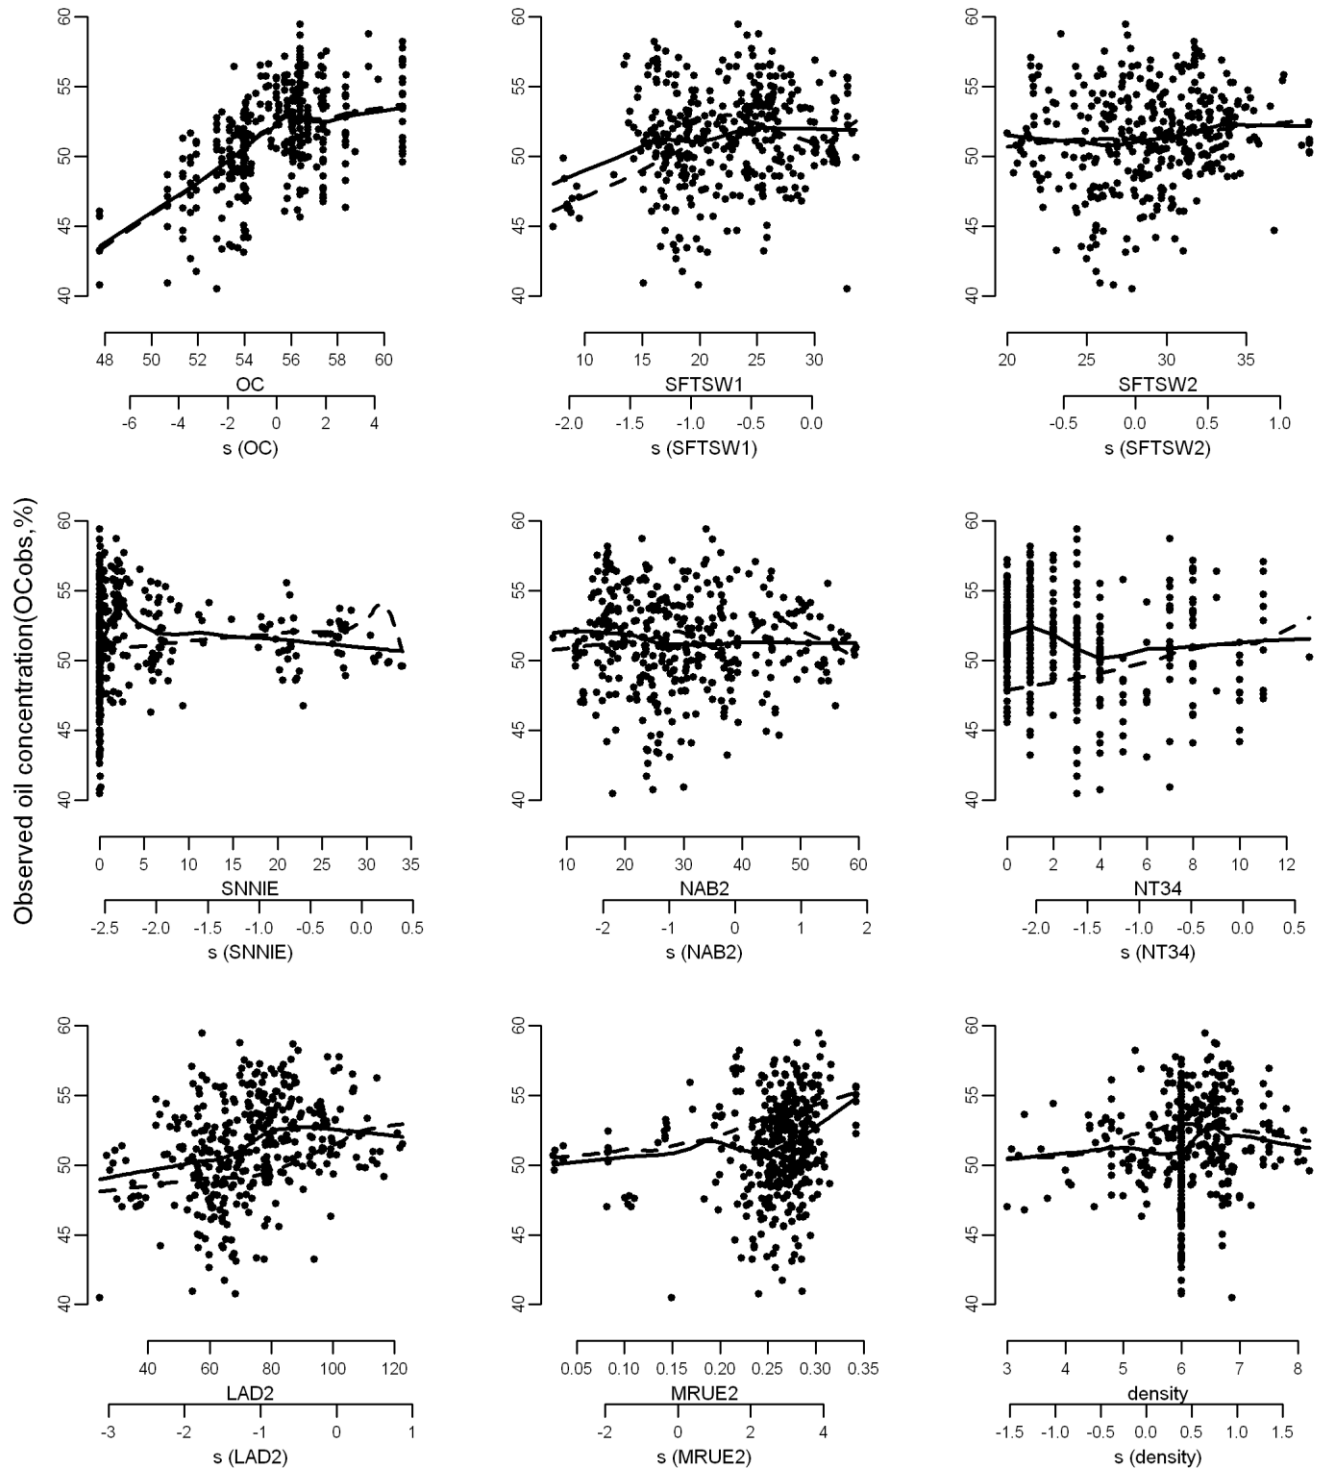 Observed oil concentration(OCobs,%)
40 45 50 55 60
48 50 52 54 56 58 60
OC
-6 -4 -2 0 2 4
s (OC)
40 45 50 55 60
10 15 20 25 30
SFTSW1
-2.0 -1.5 -1.0 -0.5 0.0
s (SFTSW1)
40 45 50 55 60
20 25 30 35
SFTSW2
-0.5 0.0 0.5 1.0
s (SFTSW2)
40 45 50 55 60
0 5 10 15 20 25 30 35
SNNIE
-2.5 -2.0 -1.5 -1.0 -0.5 0.0 0.5
s (SNNIE)
40 45 50 55 60
10 20 30 40 50 60
NAB2
-2 -1 0 1 2
s (NAB2)
40 45 50 55 60
0 2 4 6 8 10 12
NT34
-2.0 -1.5 -1.0 -0.5 0.0 0.5
s (NT34)
40 45 50 55 60
40 60 80 100 120
LAD2
-3 -2 -1 0 1
s (LAD2)
40 45 50 55 60
0.05 0.10 0.15 0.20 0.25 0.30 0.35
MRUE2
-2 0 2 4
s (MRUE2)
40 45 50 55 60
3 4 5 6 7 8
density
-1.5 -1.0 -0.5 0.0 0.5 1.0 1.5
s (density)